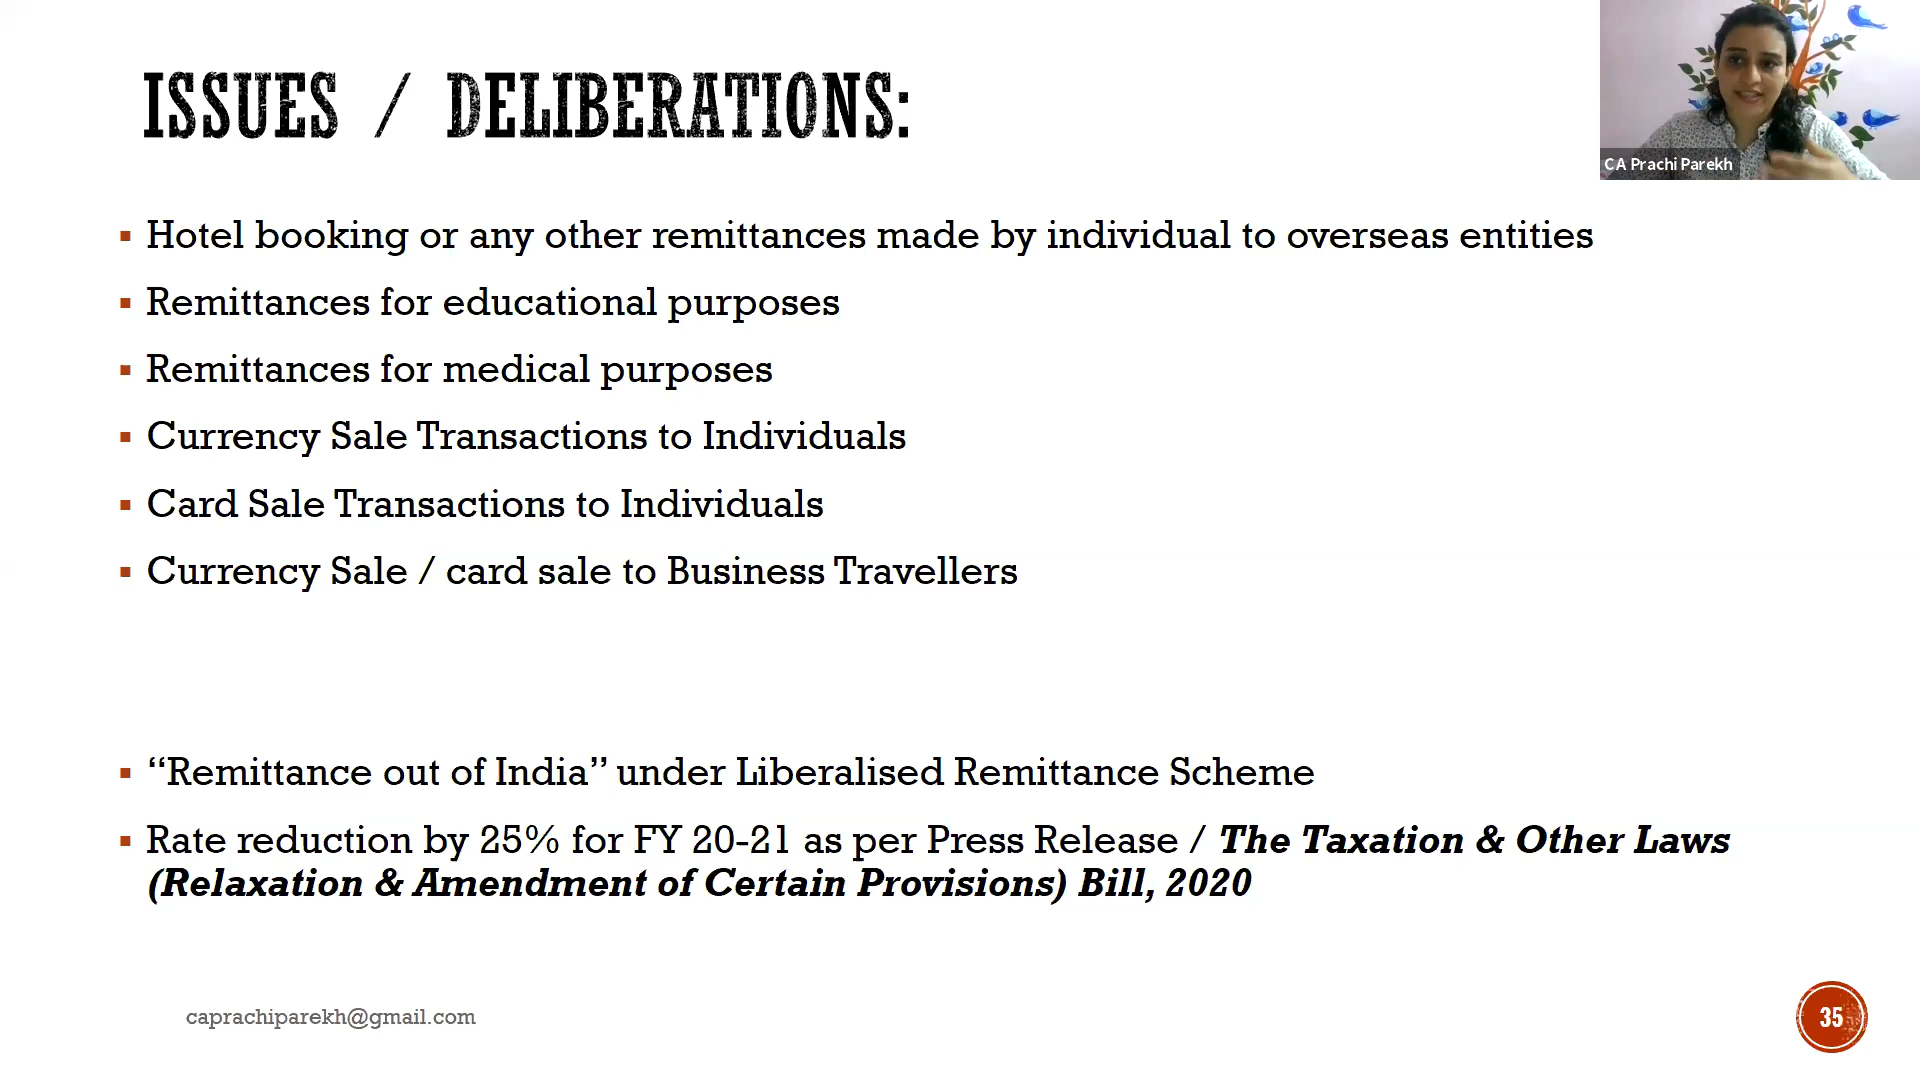 ISSUES / DELIBERATIONS:
CA Prachi Parekh
▪ Hotel booking or any other remittances made by individual to overseas entities
▪ Remittances for educational purposes
▪ Remittances for medical purposes
▪ Currency Sale Transactions to Individuals
▪ Card Sale Transactions to Individuals
▪ Currency Sale / card sale to Business Travellers
▪ “Remittance out of India” under Liberalised Remittance Scheme
▪ Rate reduction by 25% for FY 20-21 as per Press Release / The Taxation & Other Laws
(Relaxation & Amendment of Certain Provisions) Bill, 2020
caprachiparekh@gmail.com
35